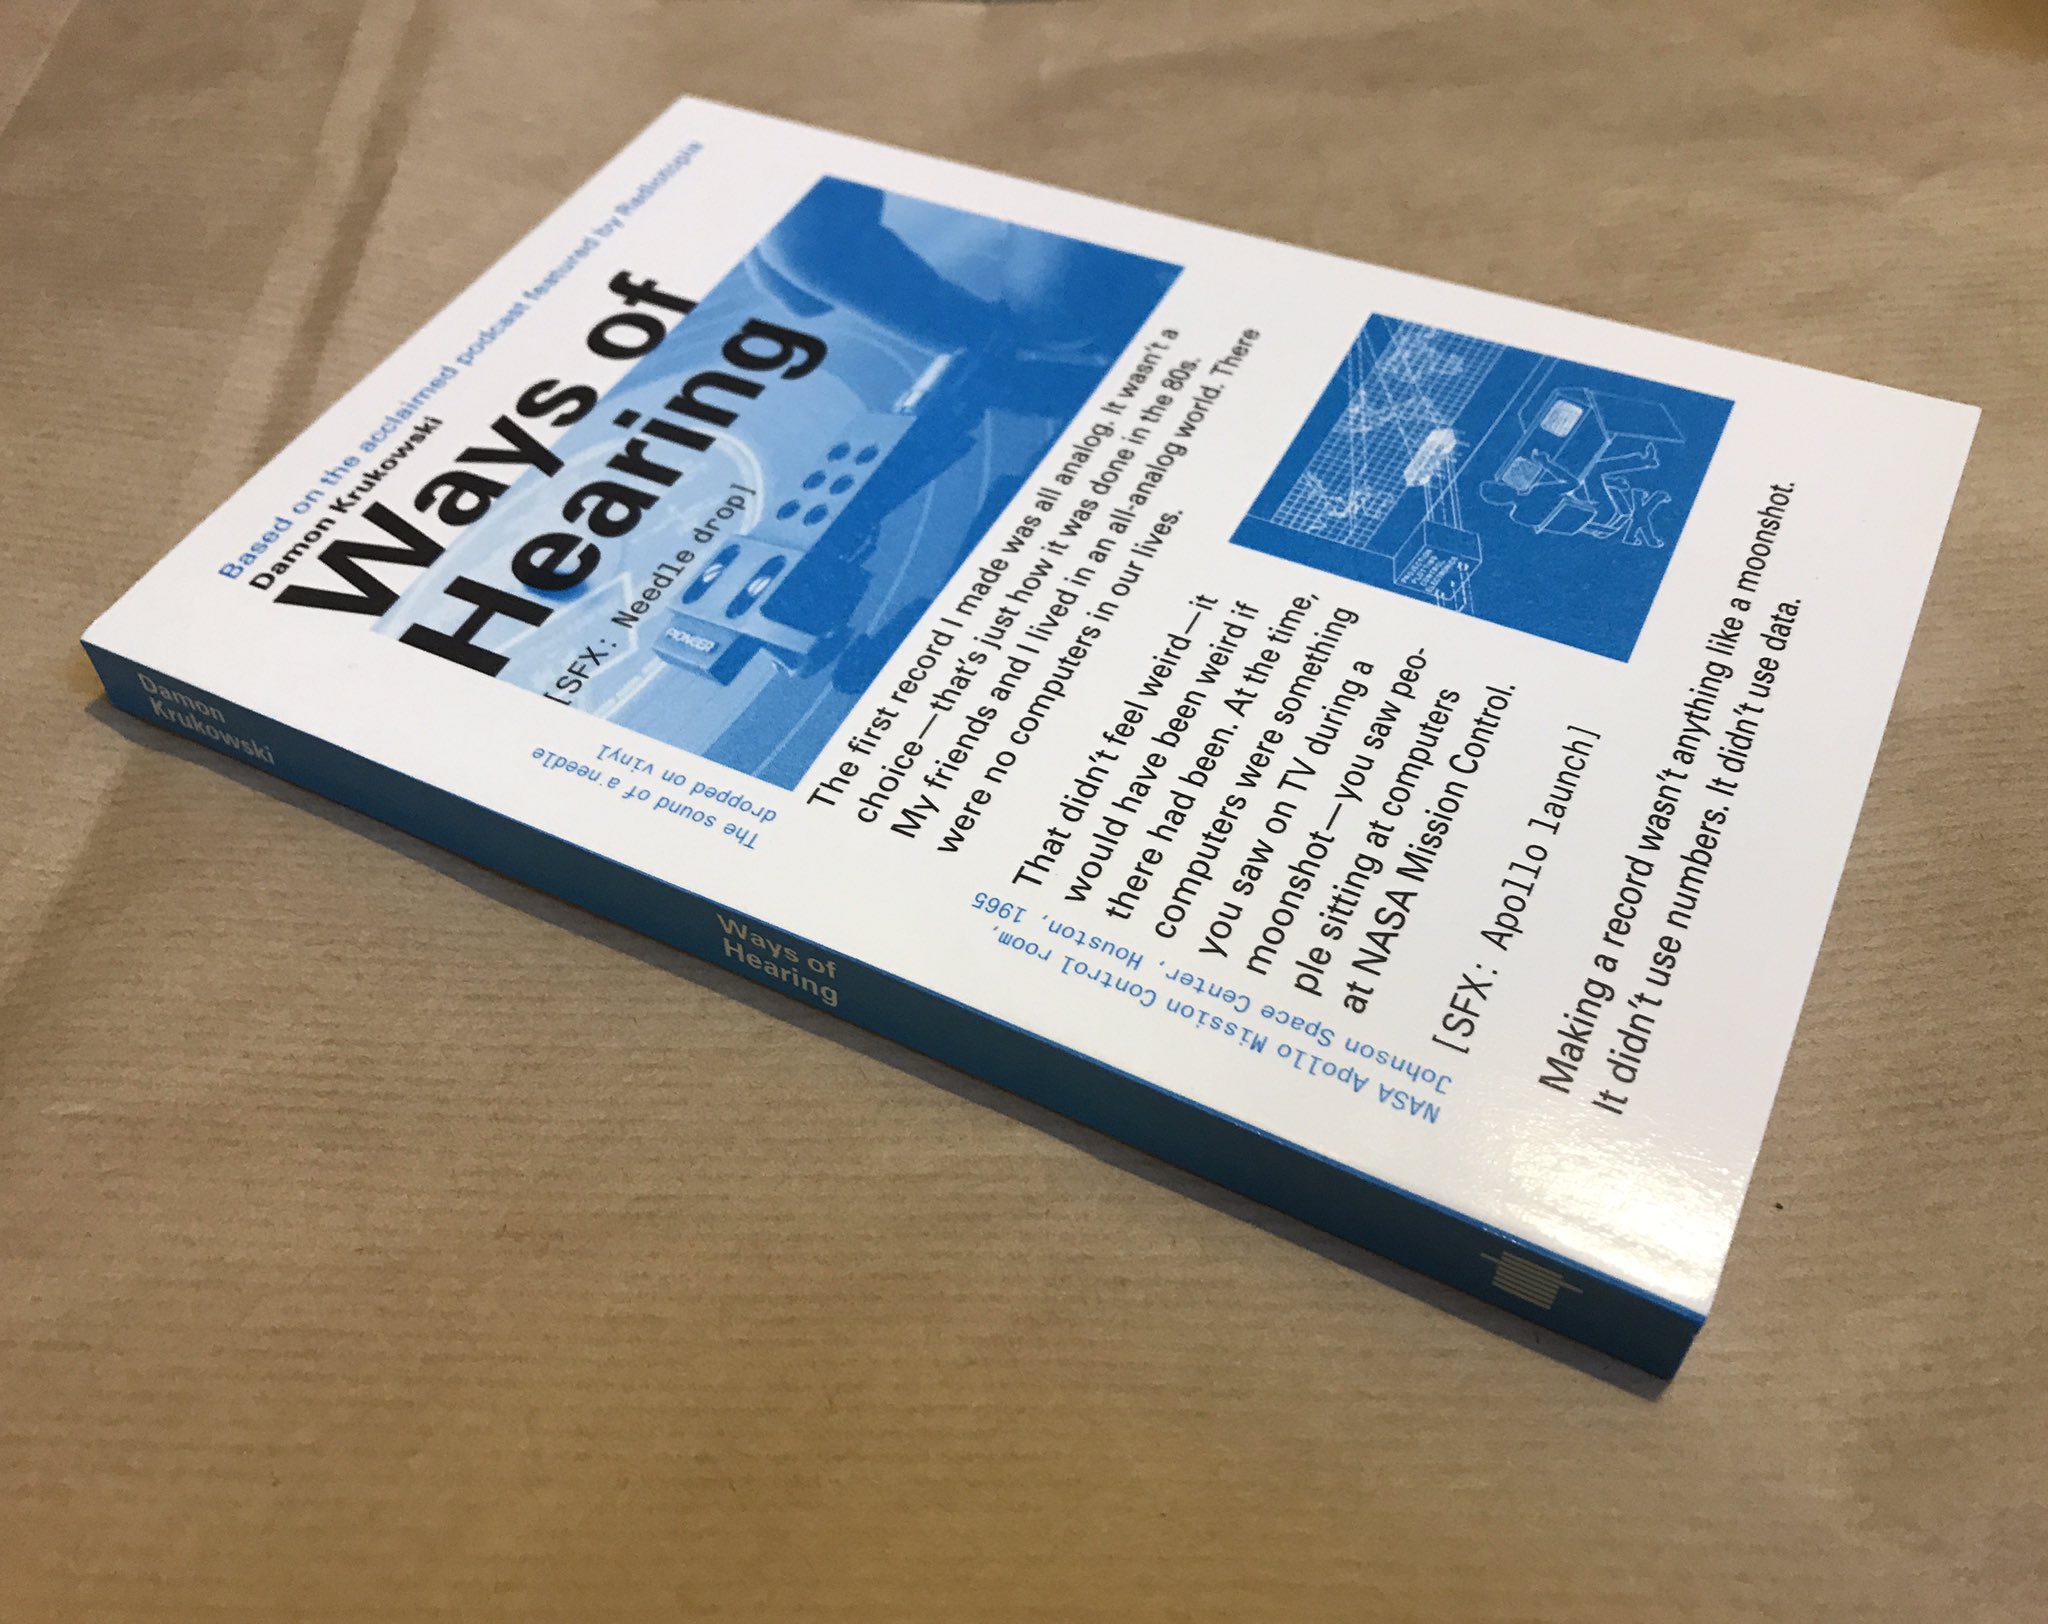 Based on the acclaimed podcast featured by Radiotopia
Damon Krukowski
Ways of
Hearing
[SFX: Needle drop]
PIONEER
The sound of a needle
dropped on vinyl
The first record I made was all analog. It wasn't a
choice—that's just how it was done in the 80s.
My friends and I lived in an all-analog world. There
were no computers in our lives.
That didn't feel weird—it
would have been weird if
there had been. At the time,
computers were something
you saw on TV during a
moonshot—you saw peo-
ple sitting at computers
at NASA Mission Control.
PROJECTION
PLOTTING
CONTROL
ELECTRONICS
NASA Apollo Mission Control room,
Johnson Space Center, Houston, 1965
[SFX: Apollo launch]
Making a record wasn't anything like a moonshot.
It didn't use numbers. It didn't use data.
Damon
Krukowski
Ways of
Hearing